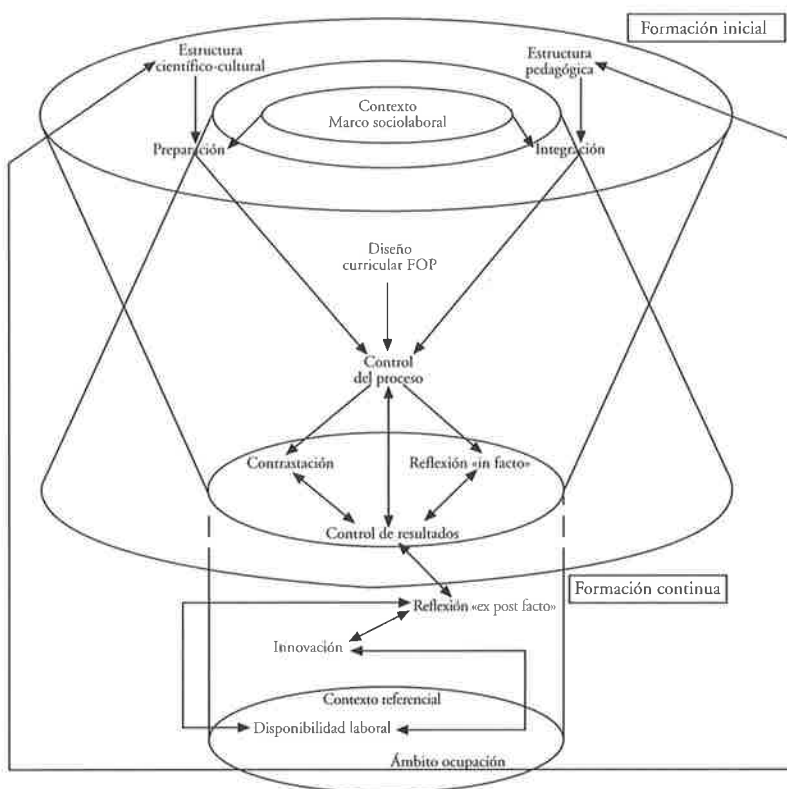 Formación inicial
Estructura
científico-cultural
Estructura
pedagógica
Contexto
Marco sociolaboral
Preparación
Integración
Diseño
curricular FOP
Control
del proceso
Contrastación
Reflexión «in facto»
Control de resultados
Formación continua
Reflexión «ex post facto»
Innovación
Contexto referencial
Disponibilidad laboral
Ámbito ocupación